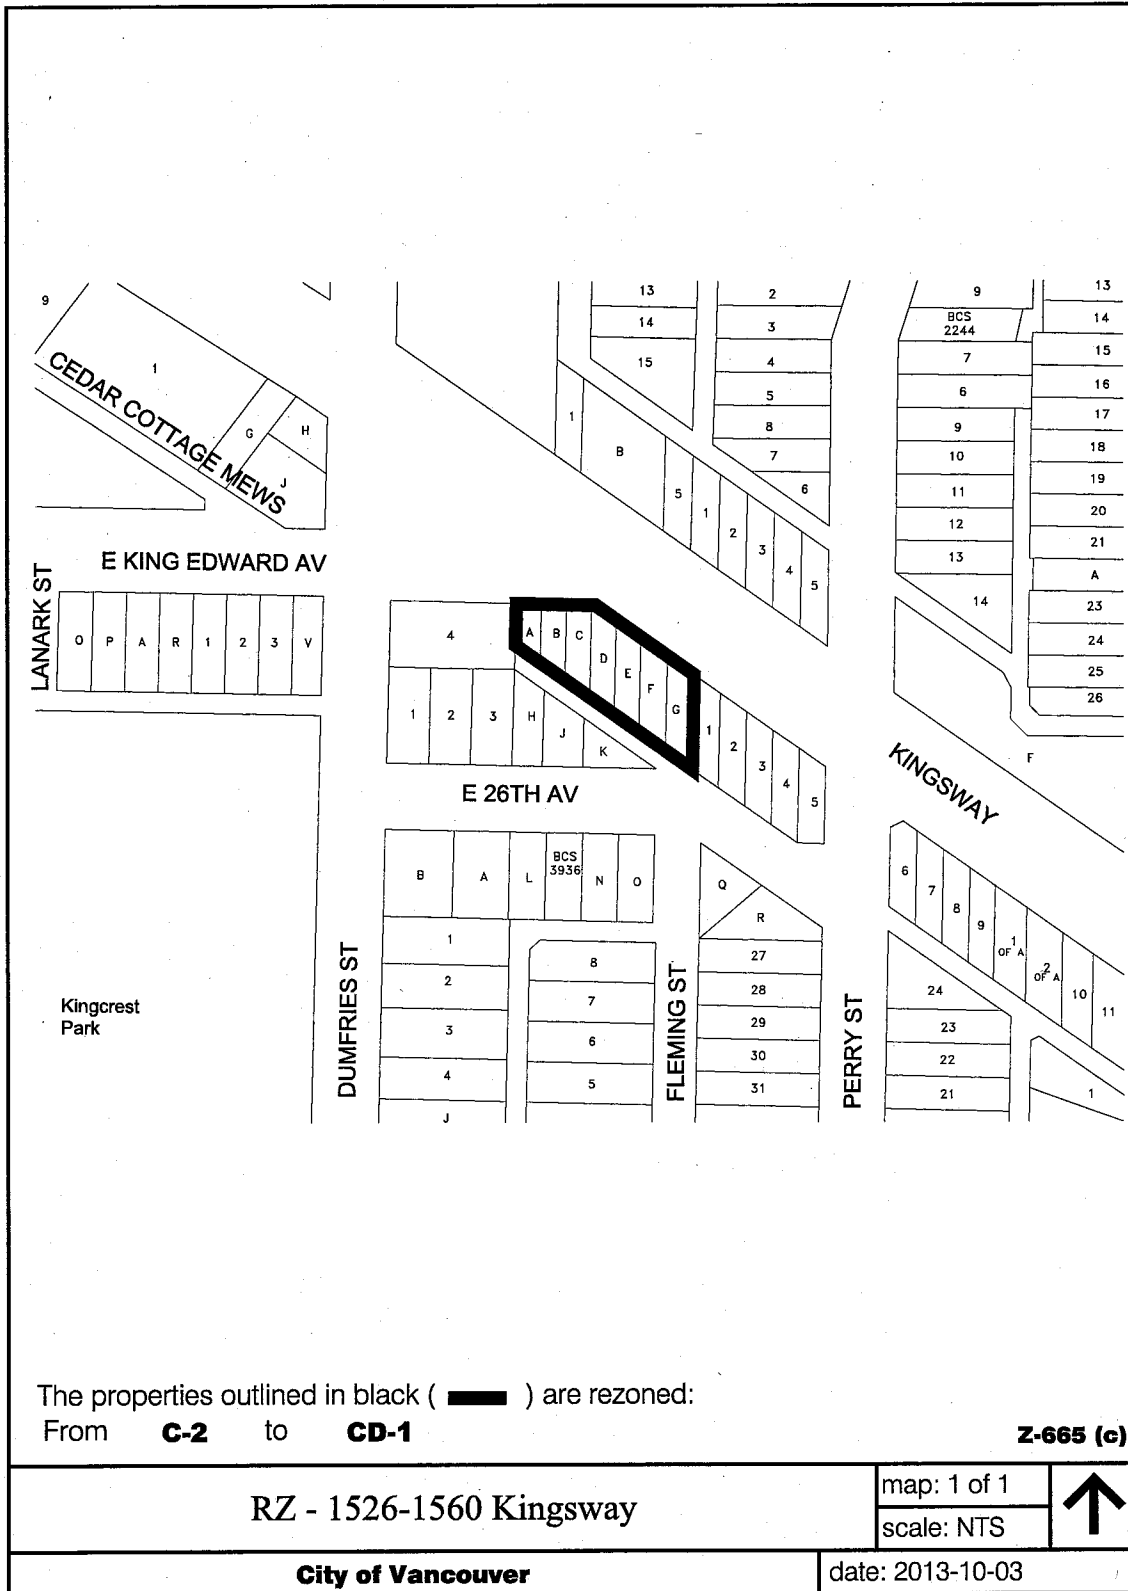 13
2
9
13
9
14
3
BCS
2244
14
1
15
4
7
15
5
6
16
CEDAR COTTAGE MEWS
G
H
J
1
B
8
9
17
7
10
18
5
6
11
19
1
2
3
4
5
12
20
13
21
E KING EDWARD AV
LANARK ST
A
14
23
O
P
A
R
1
2
3
V
4
A
B
C
D
E
F
G
24
25
26
1
2
3
H
J
K
1
2
3
4
5
KINGSWAY
F
E 26TH AV
B
A
L
BCS
3936
N
O
Q
R
6
7
8
9
1
OF A
2
OF A
10
11
1
2
3
4
J
8
7
6
5
27
28
29
30
31
24
23
22
21
1
Kingcrest
Park
DUMFRIES ST
FLEMING ST
PERRY ST
The properties outlined in black ( ) are rezoned:
From C-2 to CD-1
Z-665 (c)
RZ - 1526-1560 Kingsway
map: 1 of 1
scale: NTS
City of Vancouver
date: 2013-10-03